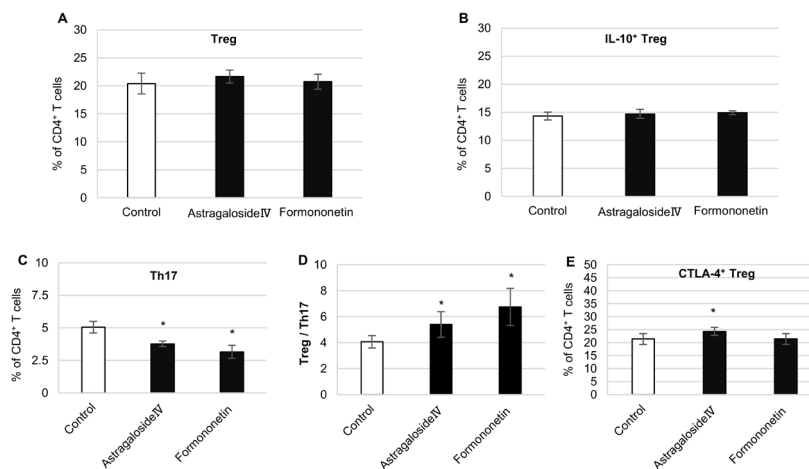 A
Treg
% of CD4⁺ T cells
30
25
20
15
10
5
0
Control
AstragalosideⅣ
Formononetin
B
IL-10⁺ Treg
% of CD4⁺ T cells
30
25
20
15
10
5
0
Control
AstragalosideⅣ
Formononetin
C
Th17
% of CD4⁺ T cells
10
7.5
5
2.5
0
*
*
Control
AstragalosideⅣ
Formononetin
D
Treg / Th17
10
8
6
4
2
0
*
*
Control
AstragalosideⅣ
Formononetin
E
CTLA-4⁺ Treg
% of CD4⁺ T cells
50
45
40
35
30
25
20
15
10
5
0
*
Control
AstragalosideⅣ
Formononetin